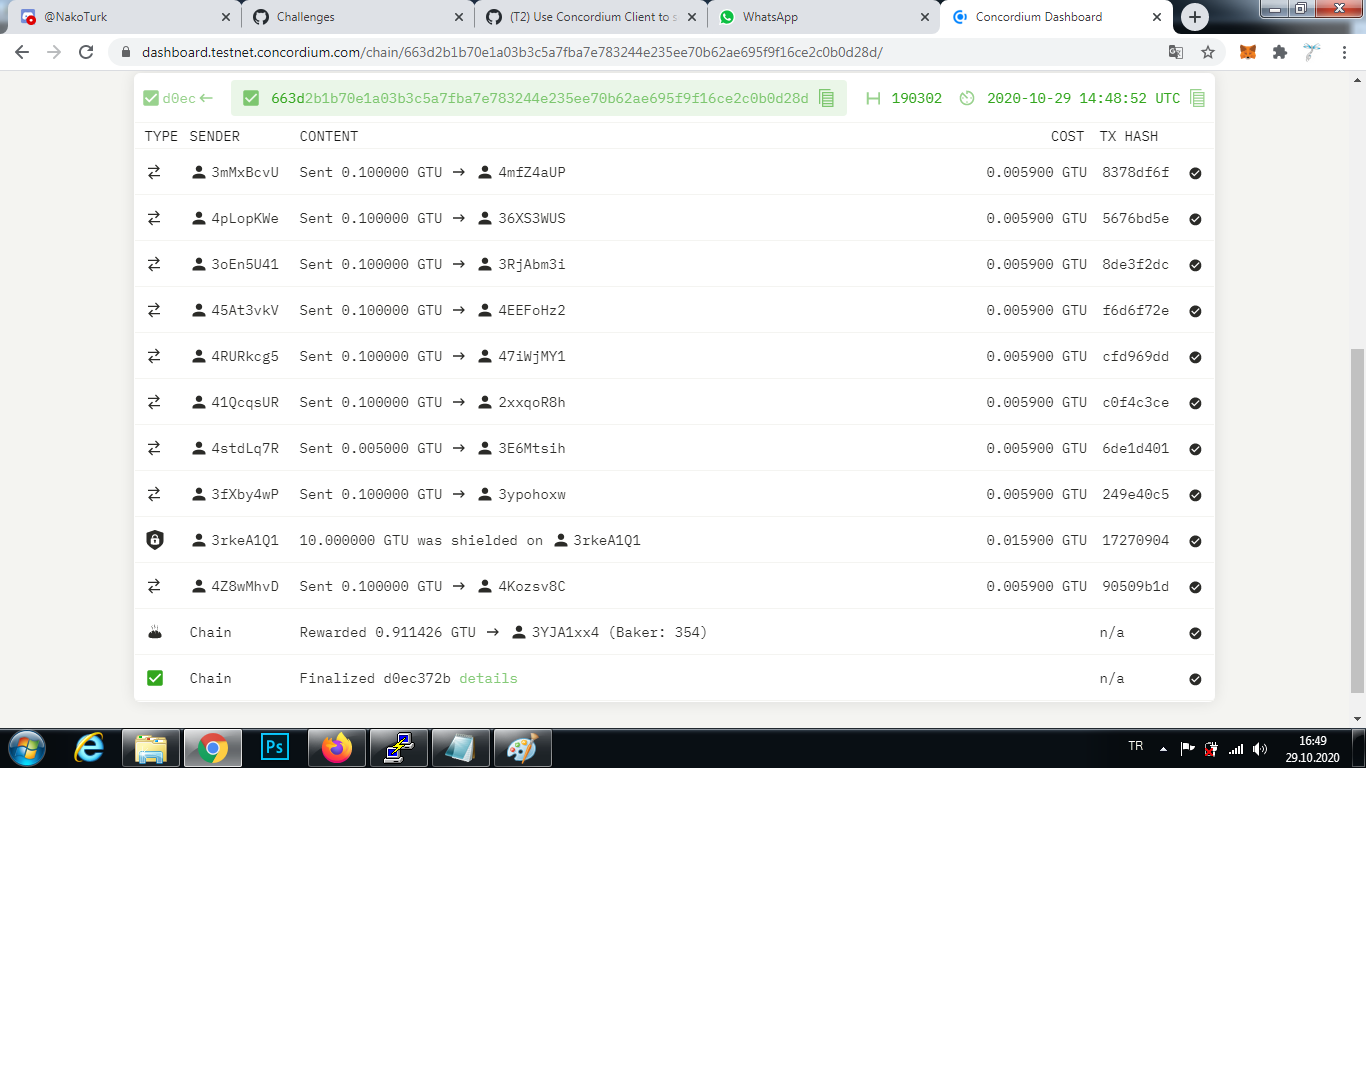 @NakoTurk
Challenges
(T2) Use Concordium Client to s
WhatsApp
Concordium Dashboard
dashboard.testnet.concordium.com/chain/663d2b1b70e1a03b3c5a7fba7e783244e235ee70b62ae695f9f16ce2c0b0d28d/
d0ec← 663d2b1b70e1a03b3c5a7fba7e783244e235ee70b62ae695f9f16ce2c0b0d28d 190302 2020-10-29 14:48:52 UTC
TYPE SENDER CONTENT COST TX HASH
3mMxBcvU Sent 0.100000 GTU → 4mfZ4aUP 0.005900 GTU 8378df6f
4pLopKWe Sent 0.100000 GTU → 36XS3WUS 0.005900 GTU 5676bd5e
3oEn5U41 Sent 0.100000 GTU → 3RjAbm3i 0.005900 GTU 8de3f2dc
45At3vkV Sent 0.100000 GTU → 4EEFoHz2 0.005900 GTU f6d6f72e
4RURkcg5 Sent 0.100000 GTU → 47iWjMY1 0.005900 GTU cfd969dd
41QcqsUR Sent 0.100000 GTU → 2xxqoR8h 0.005900 GTU c0f4c3ce
4stdLq7R Sent 0.005000 GTU → 3E6Mtsih 0.005900 GTU 6de1d401
3fXby4wP Sent 0.100000 GTU → 3ypohoxw 0.005900 GTU 249e40c5
3rkeA1Q1 10.000000 GTU was shielded on 3rkeA1Q1 0.015900 GTU 17270904
4Z8wMhvD Sent 0.100000 GTU → 4Kozsv8C 0.005900 GTU 90509b1d
Chain Rewarded 0.911426 GTU → 3YJA1xx4 (Baker: 354) n/a
Chain Finalized d0ec372b details n/a
Ps
TR
16:49
29.10.2020